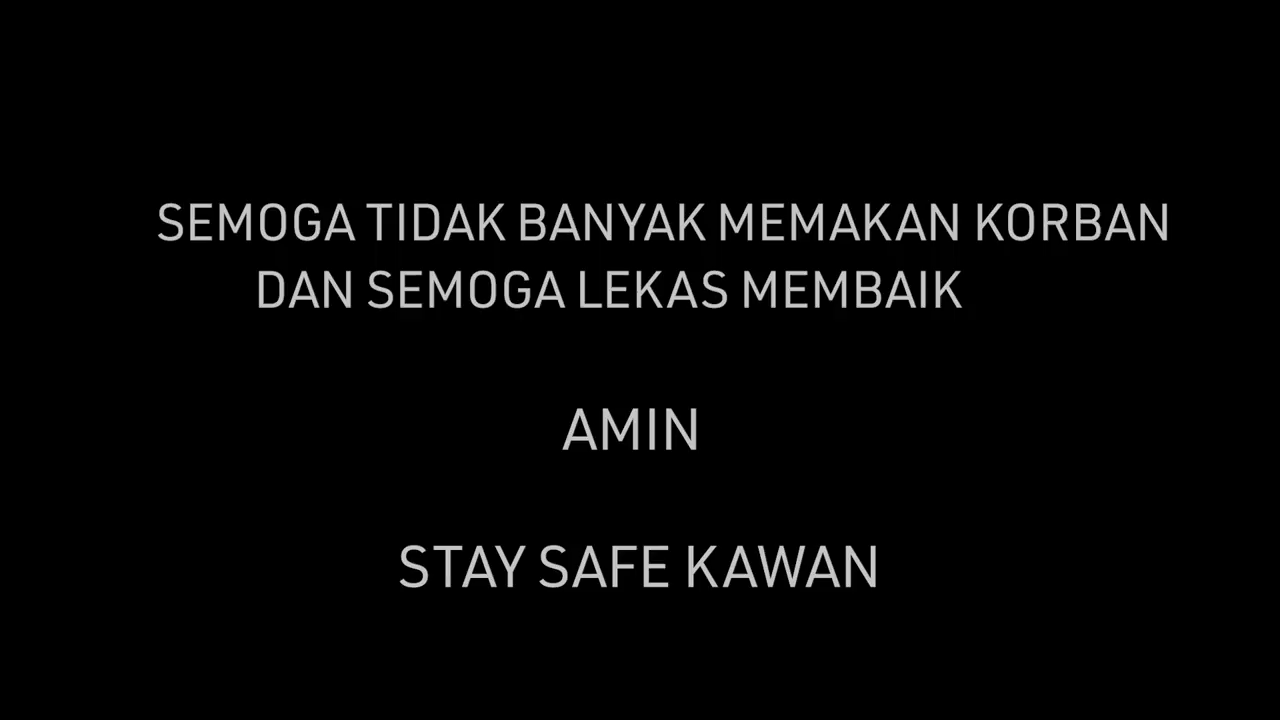 SEMOGA TIDAK BANYAK MEMAKAN KORBAN
DAN SEMOGA LEKAS MEMBAIK
AMIN
STAY SAFE KAWAN